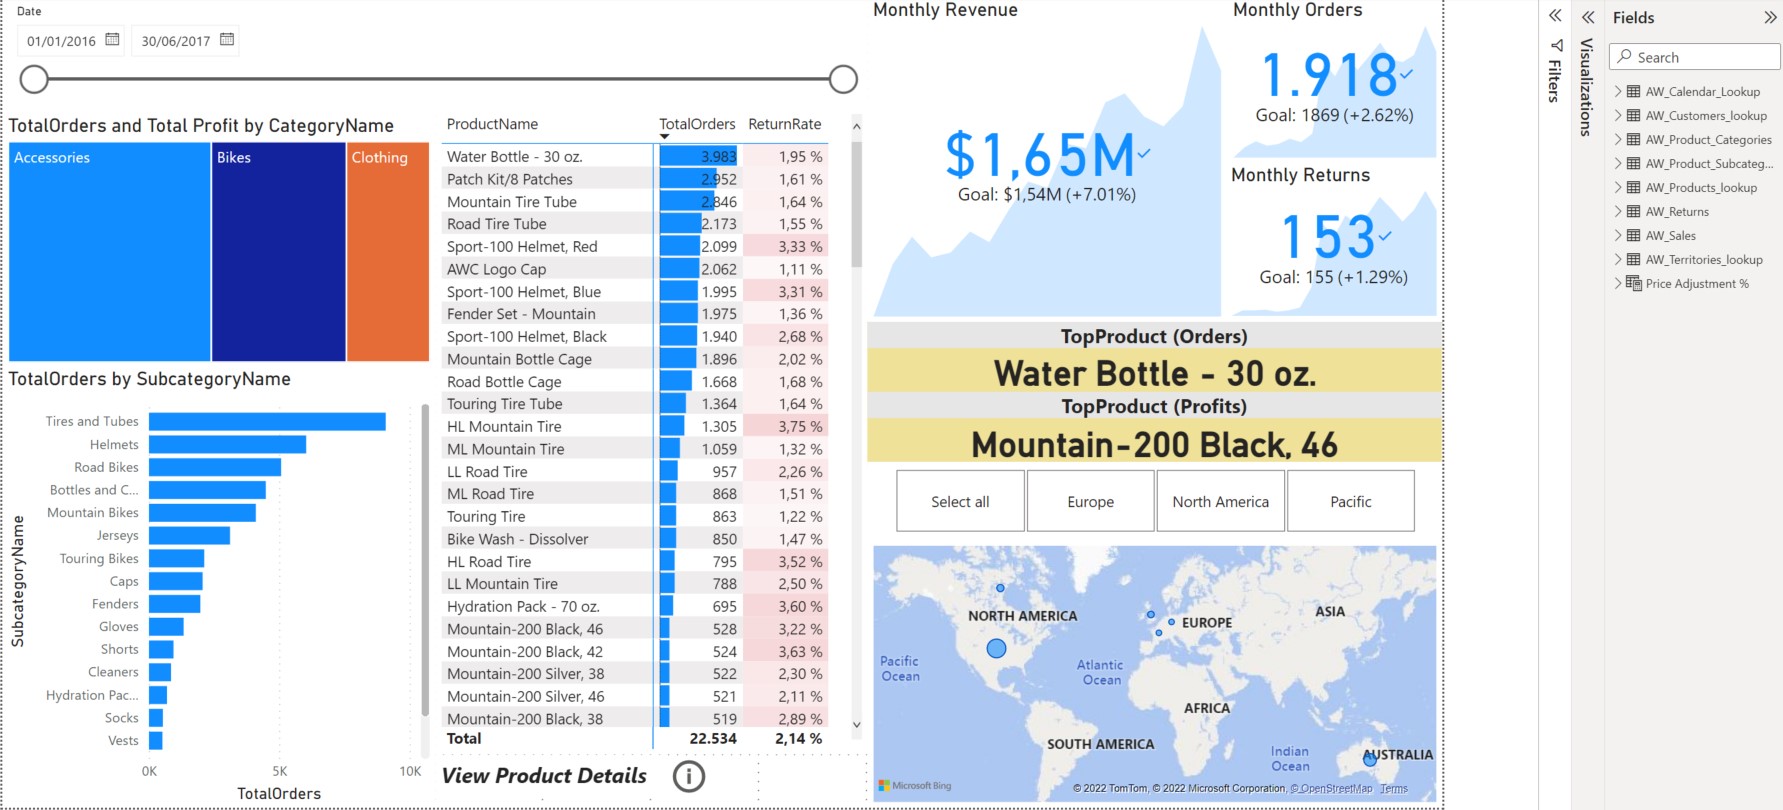 Date
01/01/2016
30/06/2017
TotalOrders and Total Profit by CategoryName
Accessories
Bikes
Clothing
TotalOrders by SubcategoryName
SubcategoryName
Tires and Tubes
Helmets
Road Bikes
Bottles and C...
Mountain Bikes
Jerseys
Touring Bikes
Caps
Fenders
Gloves
Shorts
Cleaners
Hydration Pac...
Socks
Vests
0K 5K 10K
TotalOrders
ProductName TotalOrders ReturnRate
Water Bottle - 30 oz. 3.983 1,95 %
Patch Kit/8 Patches 2.952 1,61 %
Mountain Tire Tube 2.846 1,64 %
Road Tire Tube 2.173 1,55 %
Sport-100 Helmet, Red 2.099 3,33 %
AWC Logo Cap 2.062 1,11 %
Sport-100 Helmet, Blue 1.995 3,31 %
Fender Set - Mountain 1.975 1,36 %
Sport-100 Helmet, Black 1.940 2,68 %
Mountain Bottle Cage 1.896 2,02 %
Road Bottle Cage 1.668 1,68 %
Touring Tire Tube 1.364 1,64 %
HL Mountain Tire 1.305 3,75 %
ML Mountain Tire 1.059 1,32 %
LL Road Tire 957 2,26 %
ML Road Tire 868 1,51 %
Touring Tire 863 1,22 %
Bike Wash - Dissolver 850 1,47 %
HL Road Tire 795 3,52 %
LL Mountain Tire 788 2,50 %
Hydration Pack - 70 oz. 695 3,60 %
Mountain-200 Black, 46 528 3,22 %
Mountain-200 Black, 42 524 3,63 %
Mountain-200 Silver, 38 522 2,30 %
Mountain-200 Silver, 46 521 2,11 %
Mountain-200 Black, 38 519 2,89 %
Total 22.534 2,14 %
View Product Details
i
Monthly Revenue
$1,65M
Goal: $1,54M (+7.01%)
Monthly Orders
1.918
Goal: 1869 (+2.62%)
Monthly Returns
153
Goal: 155 (+1.29%)
TopProduct (Orders)
Water Bottle - 30 oz.
TopProduct (Profits)
Mountain-200 Black, 46
Select all
Europe
North America
Pacific
NORTH AMERICA
EUROPE
ASIA
Pacific
Ocean
Atlantic
Ocean
AFRICA
SOUTH AMERICA
Indian
Ocean
AUSTRALIA
Microsoft Bing
© 2022 TomTom, © 2022 Microsoft Corporation, © OpenStreetMap Terms
Filters
Visualizations
Fields
Search
AW_Calendar_Lookup
AW_Customers_lookup
AW_Product_Categories
AW_Product_Subcateg...
AW_Products_lookup
AW_Returns
AW_Sales
AW_Territories_lookup
Price Adjustment %